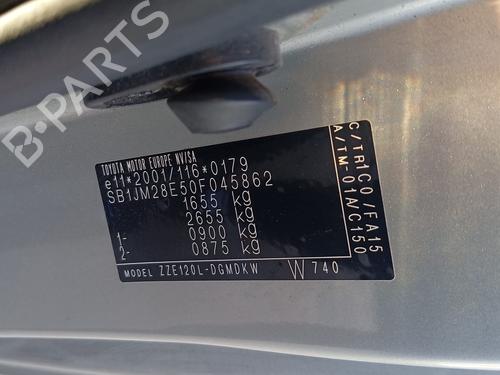 B-PARTS
TOYOTA MOTOR EUROPE NV/SA
e11*2001/116*0179
SB1JM28E50F045862
1655 kg
2655 kg
1- 0900 kg
2- 0875 kg
MODEL ZZE120L-DGMDKW W 740
C/TR1C0/FA15
A/TM-01A/C150